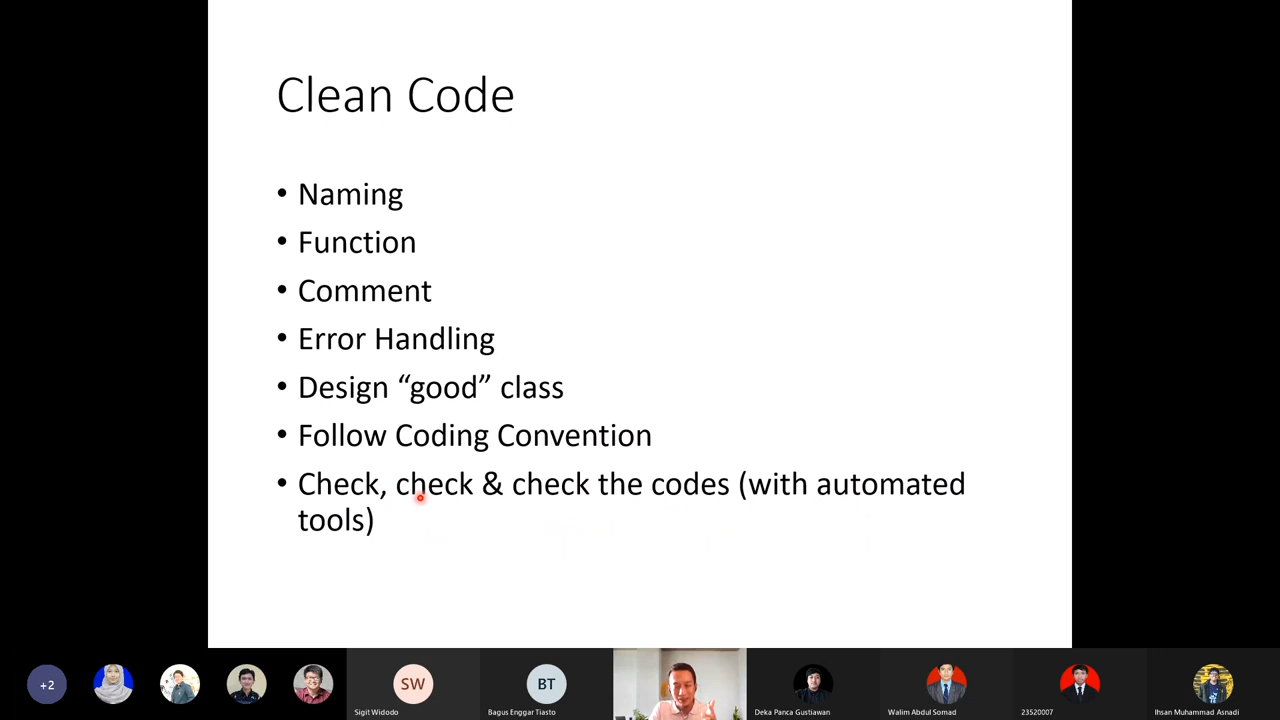 Clean Code
• Naming
• Function
• Comment
• Error Handling
• Design “good” class
• Follow Coding Convention
• Check, check & check the codes (with automated
tools)
+2
SW
Sigit Widodo
BT
Bagus Enggar Tiasto
Deka Panca Gustiawan
Walim Abdul Somad
23520007
Ihsan Muhammad Asnadi